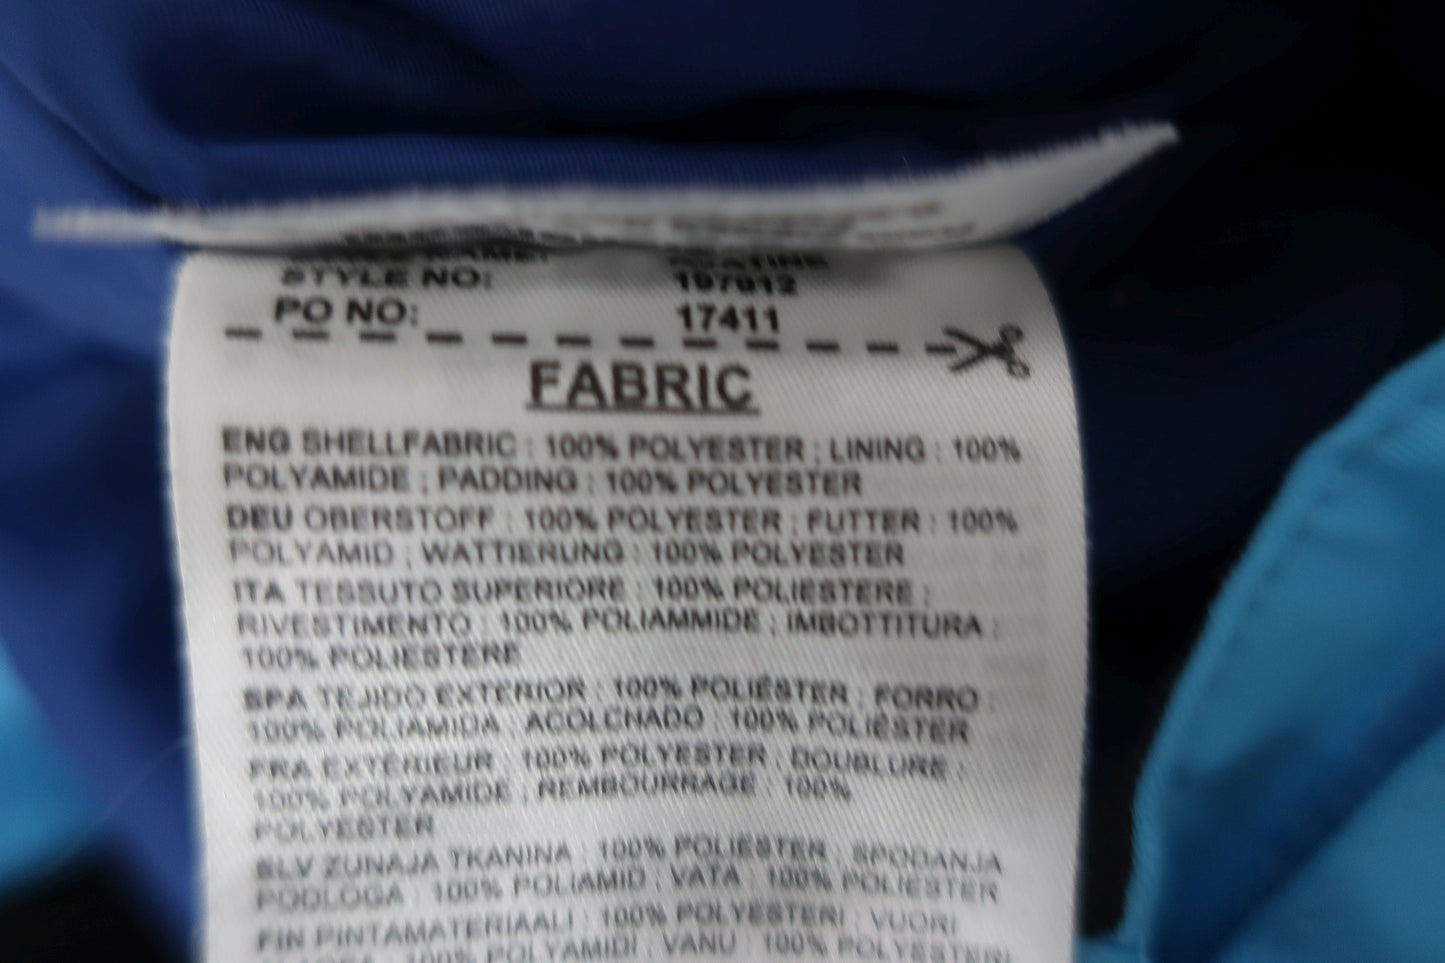 STYLE NO: 197912
PO NO: 17411
FABRIC
ENG SHELLFABRIC : 100% POLYESTER ; LINING : 100%
POLYAMIDE ; PADDING : 100% POLYESTER
DEU OBERSTOFF : 100% POLYESTER ; FUTTER : 100%
POLYAMID ; WATTIERUNG : 100% POLYESTER
ITA TESSUTO SUPERIORE : 100% POLIESTERE ;
RIVESTIMENTO : 100% POLIAMMIDE ; IMBOTTITURA :
100% POLIESTERE
SPA TEJIDO EXTERIOR : 100% POLIÉSTER ; FORRO :
100% POLIAMIDA ; ACOLCHADO : 100% POLIÉSTER
FRA EXTÉRIEUR : 100% POLYESTER ; DOUBLURE :
100% POLYAMIDE ; REMBOURRAGE : 100%
POLYESTER
SLV ZUNAJA TKANINA : 100% POLIESTER ; SPODANJA
PODLOGA : 100% POLIAMID ; VATA : 100% POLIESTER
FIN PINTAMATERIAALI : 100% POLYESTERI ; VUORI
100% POLYAMIDI ; VANU : 100% POLYESTERI